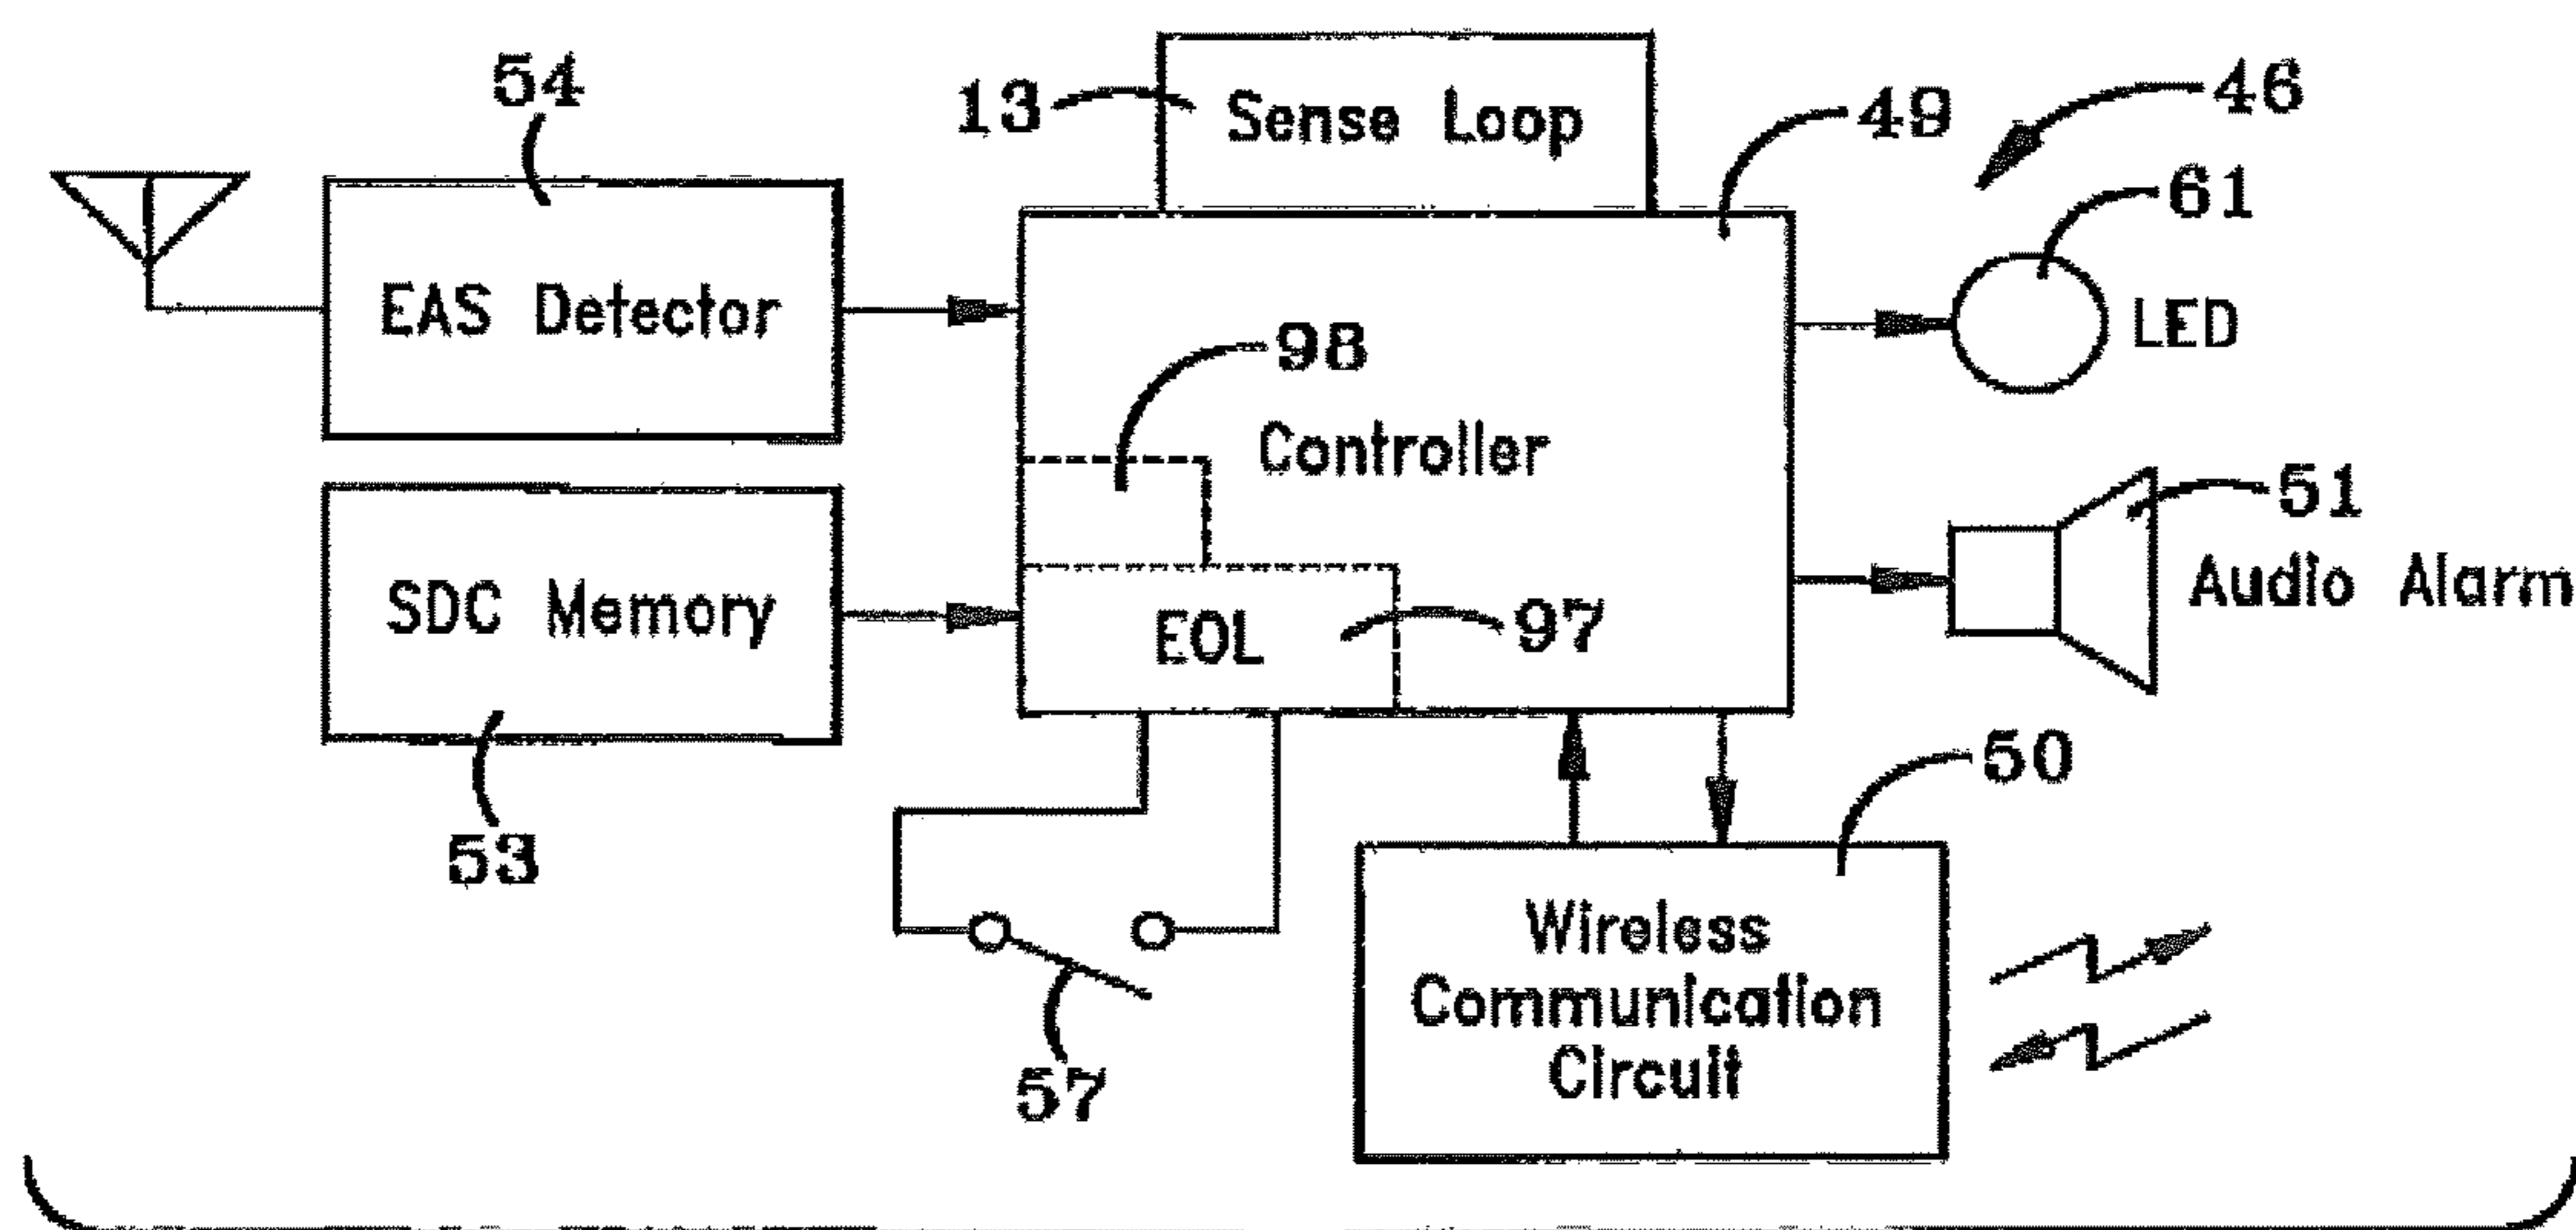 54
13
Sense Loop
49
46
61
EAS Detector
98
LED
Controller
51
SDC Memory
EOL
97
Audio Alarm
50
53
57
Wireless
Communication
Circuit